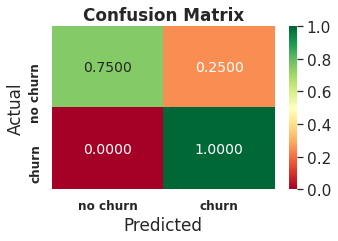 Confusion Matrix
Actual
no churn
churn
0.7500
0.2500
0.0000
1.0000
no churn
churn
Predicted
1.0
0.8
0.6
0.4
0.2
0.0